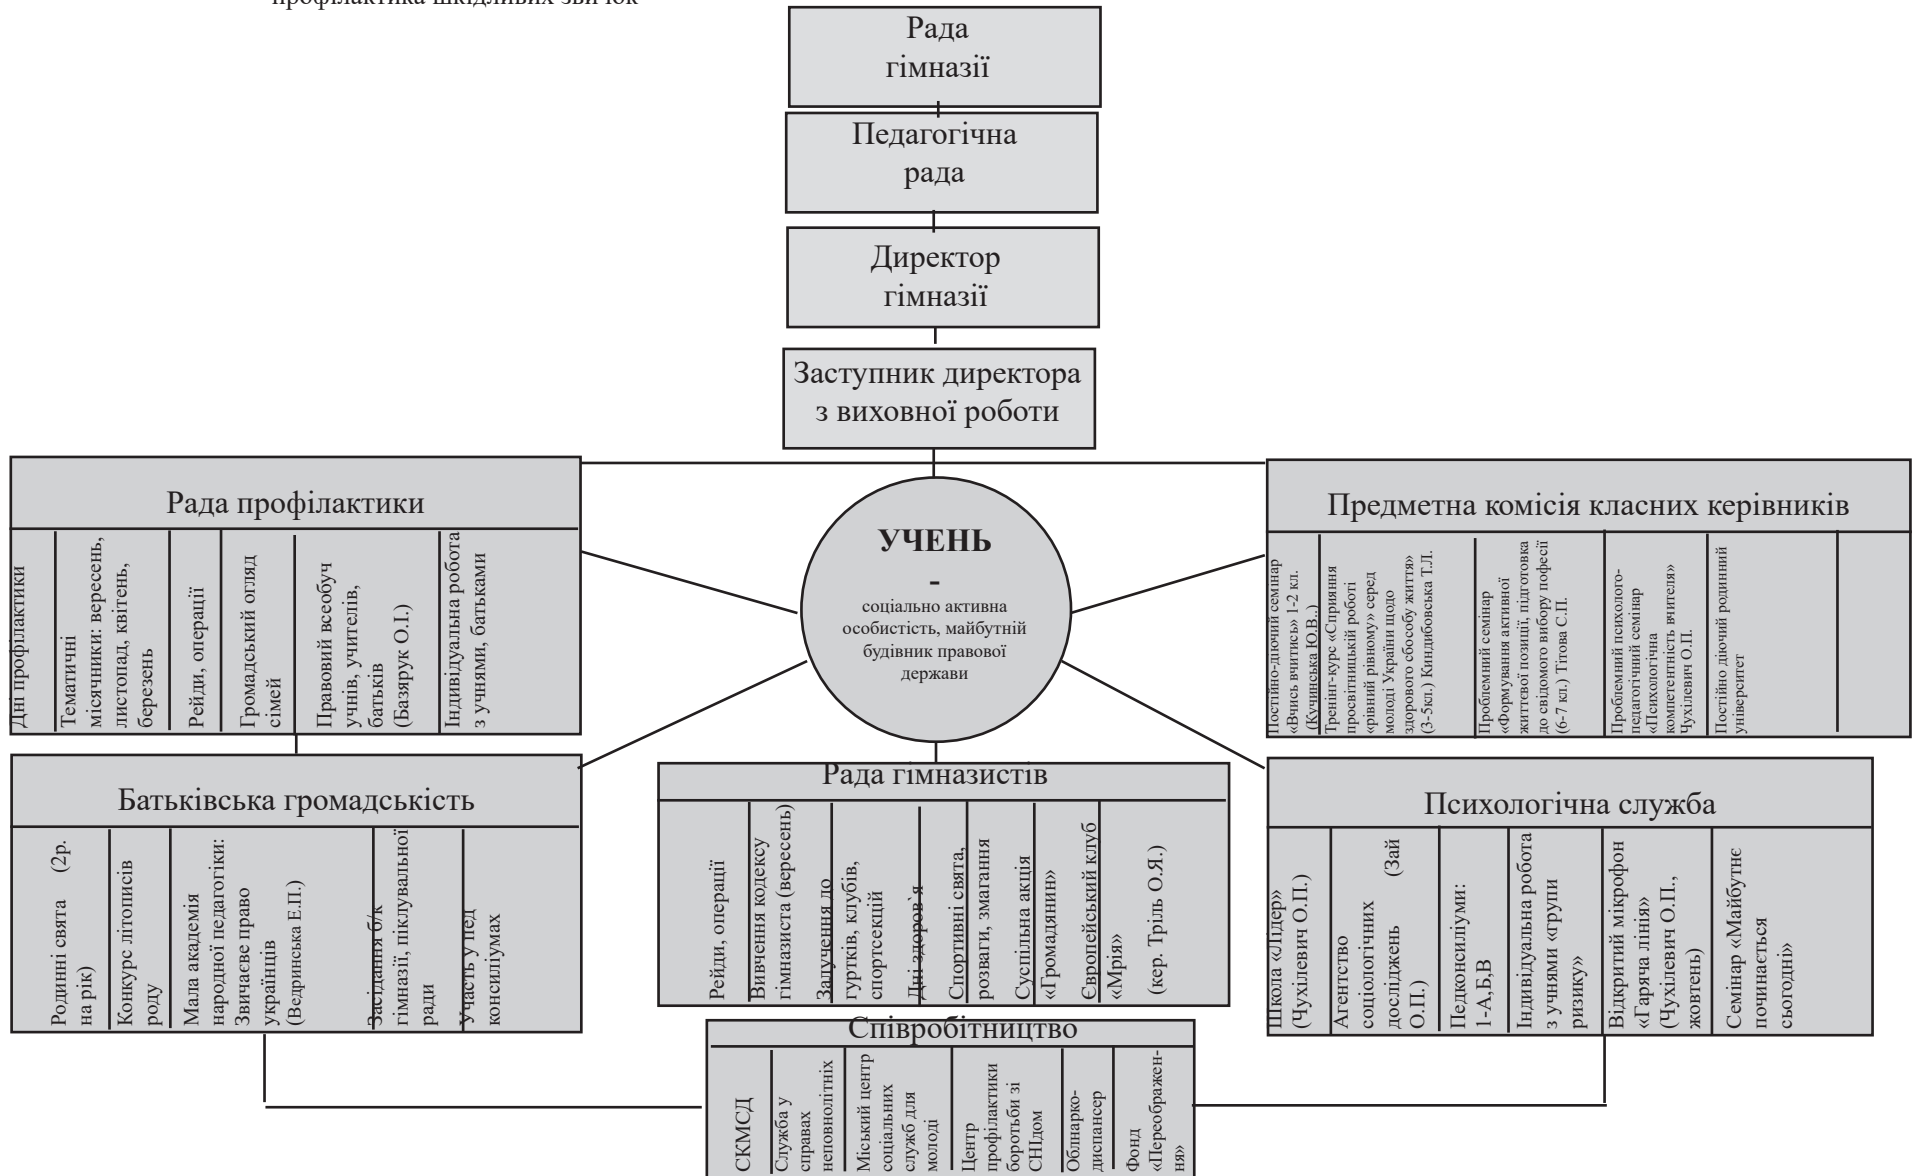 профілактика шкідливих звичок
Рада
гімназії
Педагогічна
рада
Директор
гімназії
Заступник директора
з виховної роботи
Рада профілактики
Дні профілактики
Тематичні
місячники: вересень,
листопад, квітень,
березень
Рейди, операції
Громадський огляд
сімей
Правовий всеобуч
учнів, учителів,
батьків
(Базярук О.І.)
Індивідуальна робота
з учнями, батьками
УЧЕНЬ
-
соціально активна
особистість, майбутній
будівник правової
держави
Предметна комісія класних керівників
Постійно-діючий семінар
«Вчись вчитись» 1-2 кл.
(Кучинська Ю.В..)
Тренінг-курс «Сприяння
просвітницькій роботі
«рівний рівному» серед
молоді України щодо
здорового сбособу життя»
(3-5кл.) Киндибовська Т.Л.
Проблемний семінар
«Формування активної
життєвої позиції, підготовка
до свідомого вибору пофесії
(6-7 кл.) Тітова С.П.
Проблемний психолого-
педагогічний семінар
«Психологічна
компетентність вчителя»
Чухілевич О.П.
Постійно діючий родинний
університет
Батьківська громадськість
Родинні свята (2р.
на рік)
Конкурс літописів
роду
Мала академія
народної педагогіки:
Звичаєве право
українців
(Ведринська Е.П.)
Засідання б/к
гімназії, піклувальної
ради
Участь у пед
консиліумах
Рада гімназистів
Рейди, операції
Вивчення кодексу
гімназиста (вересень)
Залучення до
гуртків, клубів,
спортсекцій
Дні здоров`я
Спортивні свята,
розваги, змагання
Суспільна акція
«Громадянин»
Європейський клуб
«Мрія»
(кер. Тріль О.Я.)
Психологічна служба
Школа «Лідер»
(Чухілевич О.П.)
Агентство
соціологічних
досліджень (Зай
О.П.)
Педконсиліуми:
1-А,Б,В
Індивідуальна робота
з учнями «групи
ризику»
Відкритий мікрофон
«Гаряча лінія»
(Чухілевич О.П.,
жовтень)
Семінар «Майбутнє
починається
сьогодні»
Співробітництво
СКМСД
Служба у
справах
неповнолітніх
Міський центр
соціальних
служб для
молоді
Центр
профілактики
боротьби зі
СНІдом
Облнарко-
диспансер
Фонд
«Переображен-
ня»